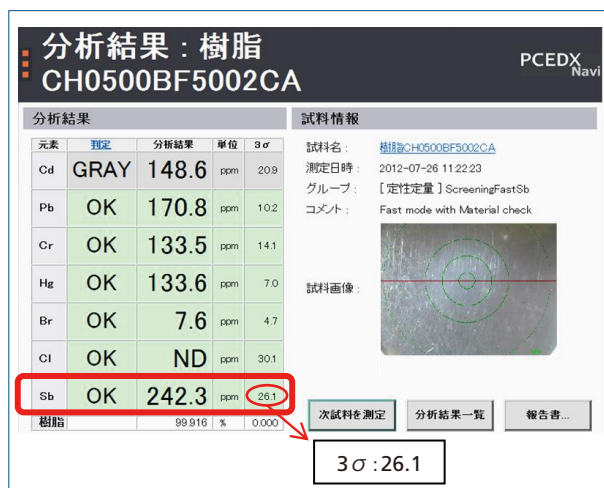 分析結果：樹脂
CH0500BF5002CA
PCEDX
Navi
分析結果
元素 判定 分析結果 単位 3σ
Cd GRAY 148.6 ppm 20.9
Pb OK 170.8 ppm 10.2
Cr OK 133.5 ppm 14.1
Hg OK 133.6 ppm 7.0
Br OK 7.6 ppm 4.7
Cl OK ND ppm 30.1
Sb OK 242.3 ppm 26.1
樹脂 99.916 % 0.000
試料情報
試料名： 樹脂CH0500BF5002CA
測定日時： 2012-07-26 11:22:23
グループ： [定性定量] ScreeningFastSb
コメント： Fast mode with Material check
試料画像：
次試料を測定 分析結果一覧 報告書...
3σ:26.1